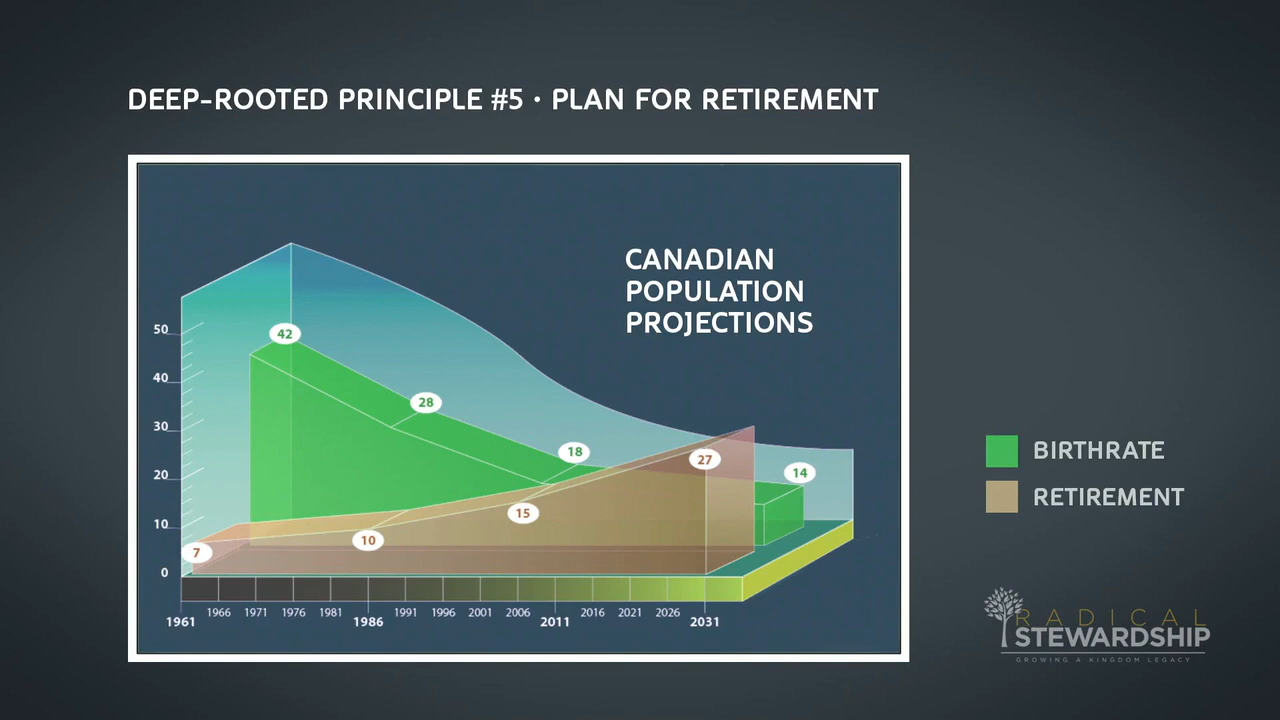 DEEP-ROOTED PRINCIPLE #5 • PLAN FOR RETIREMENT
CANADIAN
POPULATION
PROJECTIONS
50
40
30
20
10
0
42
28
18
14
27
15
10
7
1966 1971 1976 1981 1991 1996 2001 2006 2016 2021 2026
1961 1986 2011 2031
BIRTHRATE
RETIREMENT
RADICAL
STEWARDSHIP
GROWING A KINGDOM LEGACY